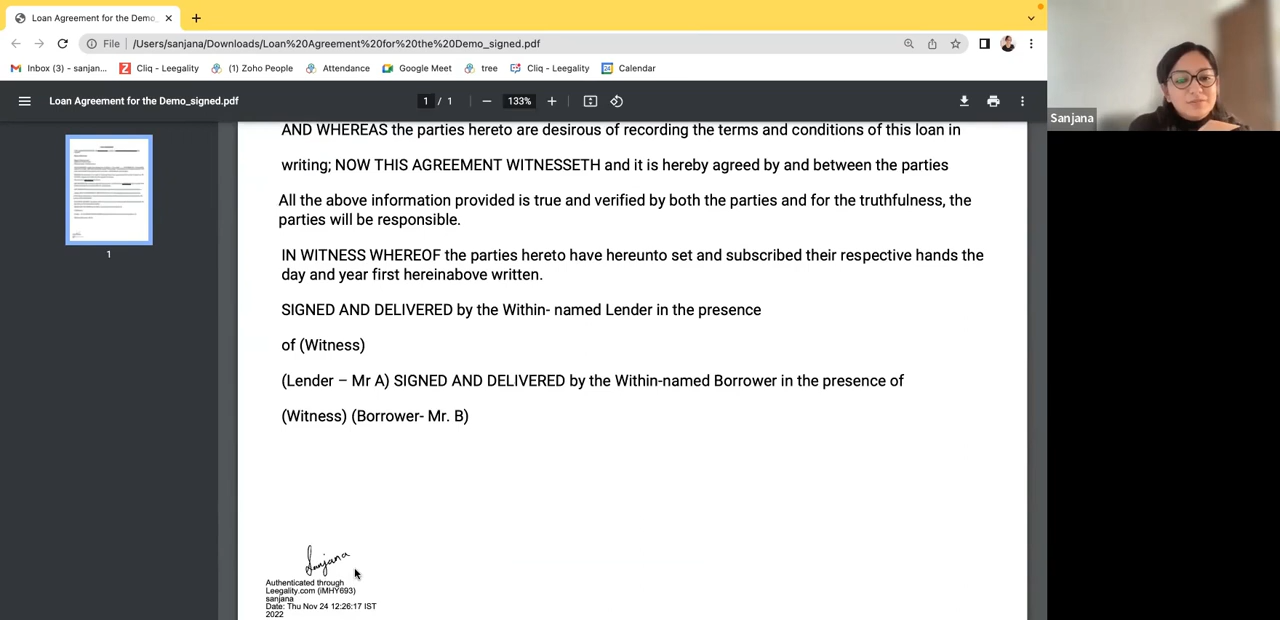 Loan Agreement for the Demo_
File
/Users/sanjana/Downloads/Loan%20Agreement%20for%20the%20Demo_signed.pdf
Inbox (3) - sanjan...
Cliq - Leegality
(1) Zoho People
Attendance
Google Meet
tree
Cliq - Leegality
Calendar
Loan Agreement for the Demo_signed.pdf
1 / 1
133%
1
AND WHEREAS the parties hereto are desirous of recording the terms and conditions of this loan in
writing; NOW THIS AGREEMENT WITNESSETH and it is hereby agreed by and between the parties
All the above information provided is true and verified by both the parties and for the truthfulness, the
parties will be responsible.
IN WITNESS WHEREOF the parties hereto have hereunto set and subscribed their respective hands the
day and year first hereinabove written.
SIGNED AND DELIVERED by the Within- named Lender in the presence
of (Witness)
(Lender – Mr A) SIGNED AND DELIVERED by the Within-named Borrower in the presence of
(Witness) (Borrower- Mr. B)
Sanjana
Authenticated through
Leegality.com (iMHY693)
sanjana
Date: Thu Nov 24 12:26:17 IST
2022
Sanjana